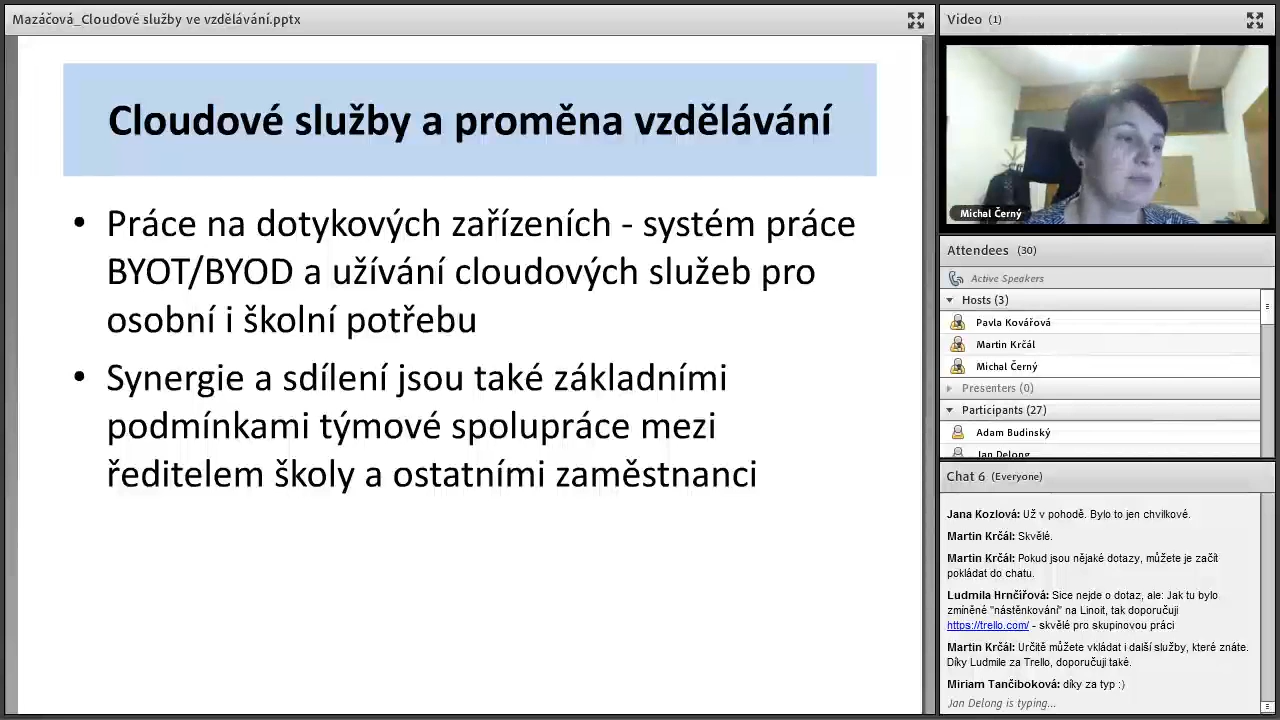 Mazáčová_Cloudové služby ve vzdělávání.pptx
Cloudové služby a proměna vzdělávání
• Práce na dotykových zařízeních - systém práce
BYOT/BYOD a užívání cloudových služeb pro
osobní i školní potřebu
• Synergie a sdílení jsou také základními
podmínkami týmové spolupráce mezi
ředitelem školy a ostatními zaměstnanci
Video (1)
Michal Černý
Attendees (30)
Active Speakers
Hosts (3)
Pavla Kovářová
Martin Krčál
Michal Černý
Presenters (0)
Participants (27)
Adam Budínský
Jan Delong
Chat 6 (Everyone)
Jana Kozlová: Už v pohodě. Bylo to jen chvilkové.
Martin Krčál: Skvělé.
Martin Krčál: Pokud jsou nějaké dotazy, můžete je začít
pokládat do chatu.
Ludmila Hrnčířová: Sice nejde o dotaz, ale: Jak tu bylo
zmíněné "nástěnkování" na Linoit, tak doporučuji
https://trello.com/ - skvělé pro skupinovou práci
Martin Krčál: Určitě můžete vkládat i další služby, které znáte.
Díky Ludmile za Trello, doporučuji také.
Miriam Tančiboková: díky za typ :)
Jan Delong is typing...